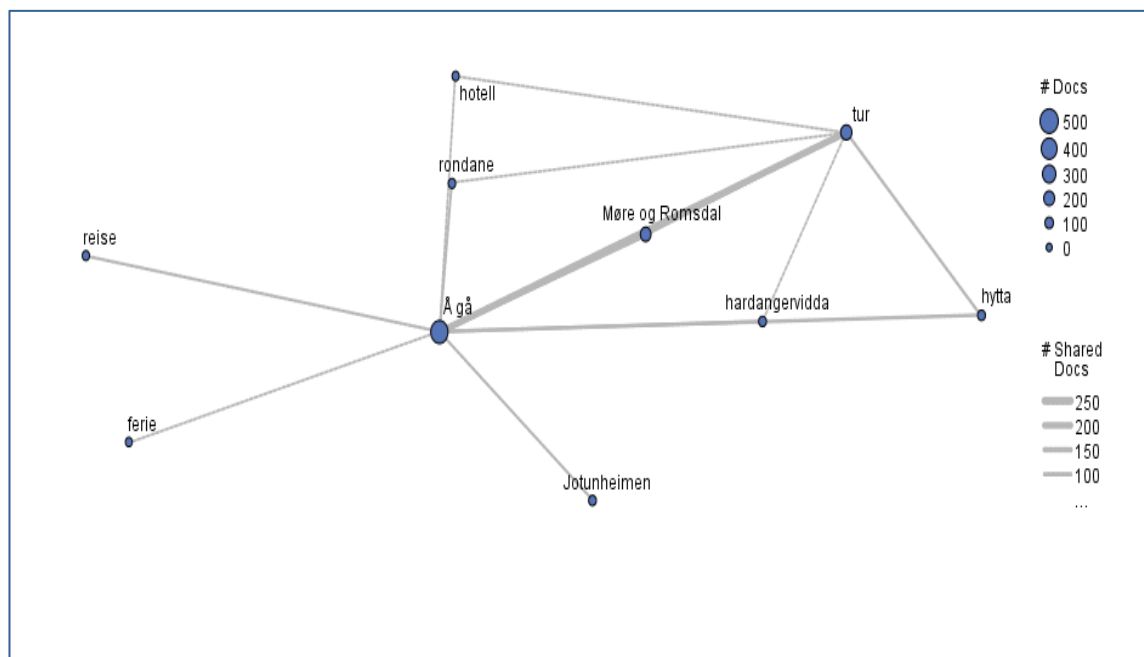 hotell
tur
rondane
Møre og Romsdal
reise
hardangervidda
hytta
Å gå
ferie
Jotunheimen
# Docs
500
400
300
200
100
0
# Shared
Docs
250
200
150
100
...